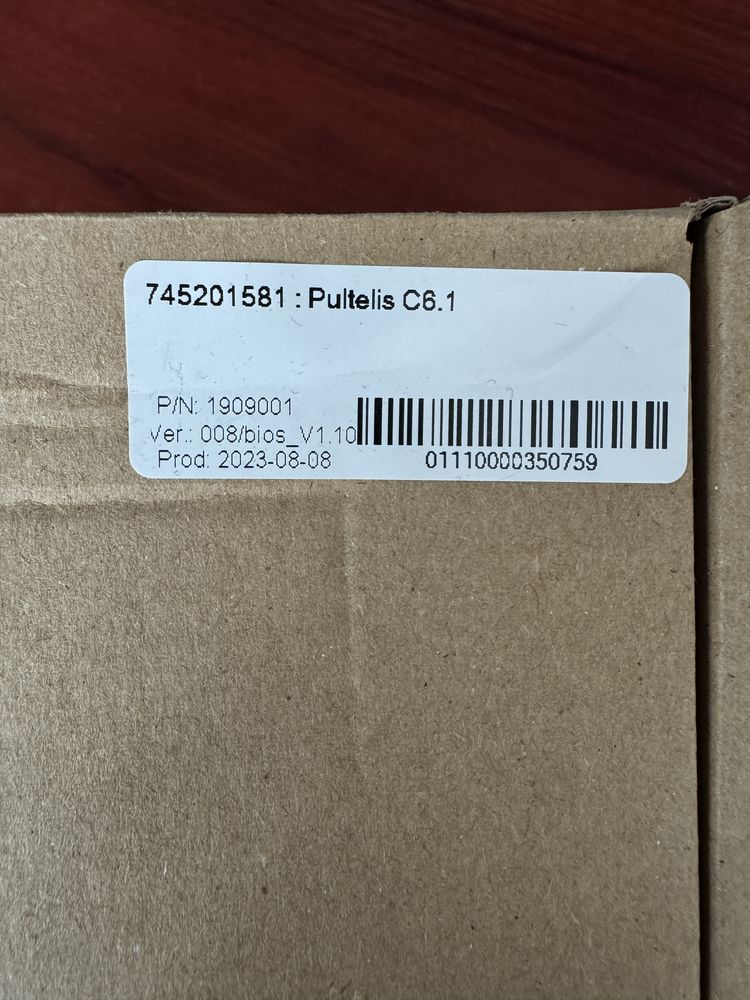 745201581 : Pultelis C6.1
P/N: 1909001
Ver.: 008/bios_V1.10
Prod: 2023-08-08
01110000350759